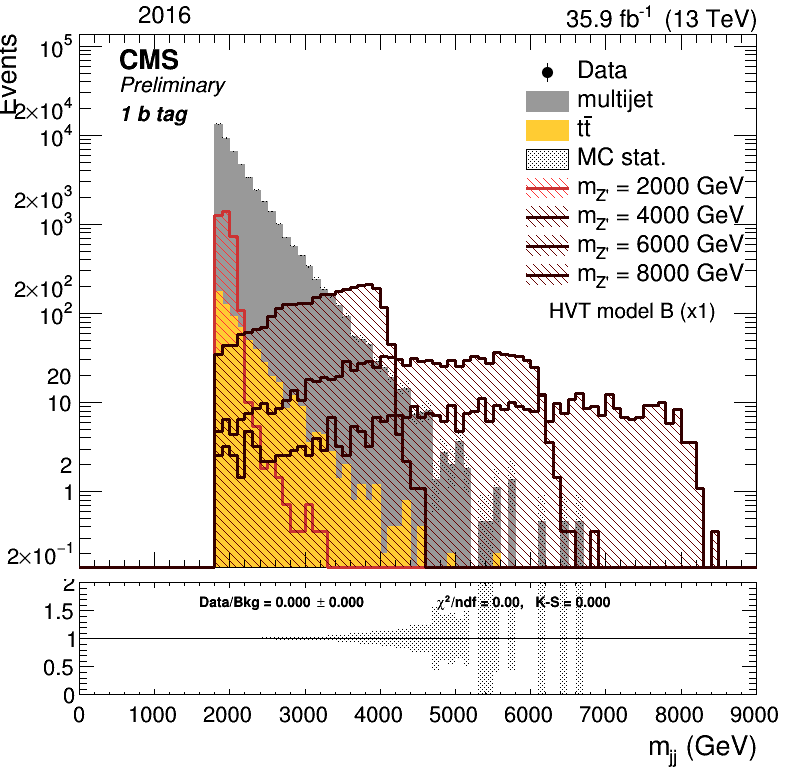 2016 35.9 fb⁻¹ (13 TeV)
Events
10⁵
2×10⁴
10⁴
2×10³
10³
2×10²
10²
20
10
2
1
2×10⁻¹
CMS
Preliminary
1 b tag
Data
multijet
tt̄
MC stat.
m_Z' = 2000 GeV
m_Z' = 4000 GeV
m_Z' = 6000 GeV
m_Z' = 8000 GeV
HVT model B (x1)
2
1.5
1
0.5
0
Data/Bkg = 0.000 ± 0.000 χ²/ndf = 0.00, K-S = 0.000
0 1000 2000 3000 4000 5000 6000 7000 8000 9000
m_jj (GeV)